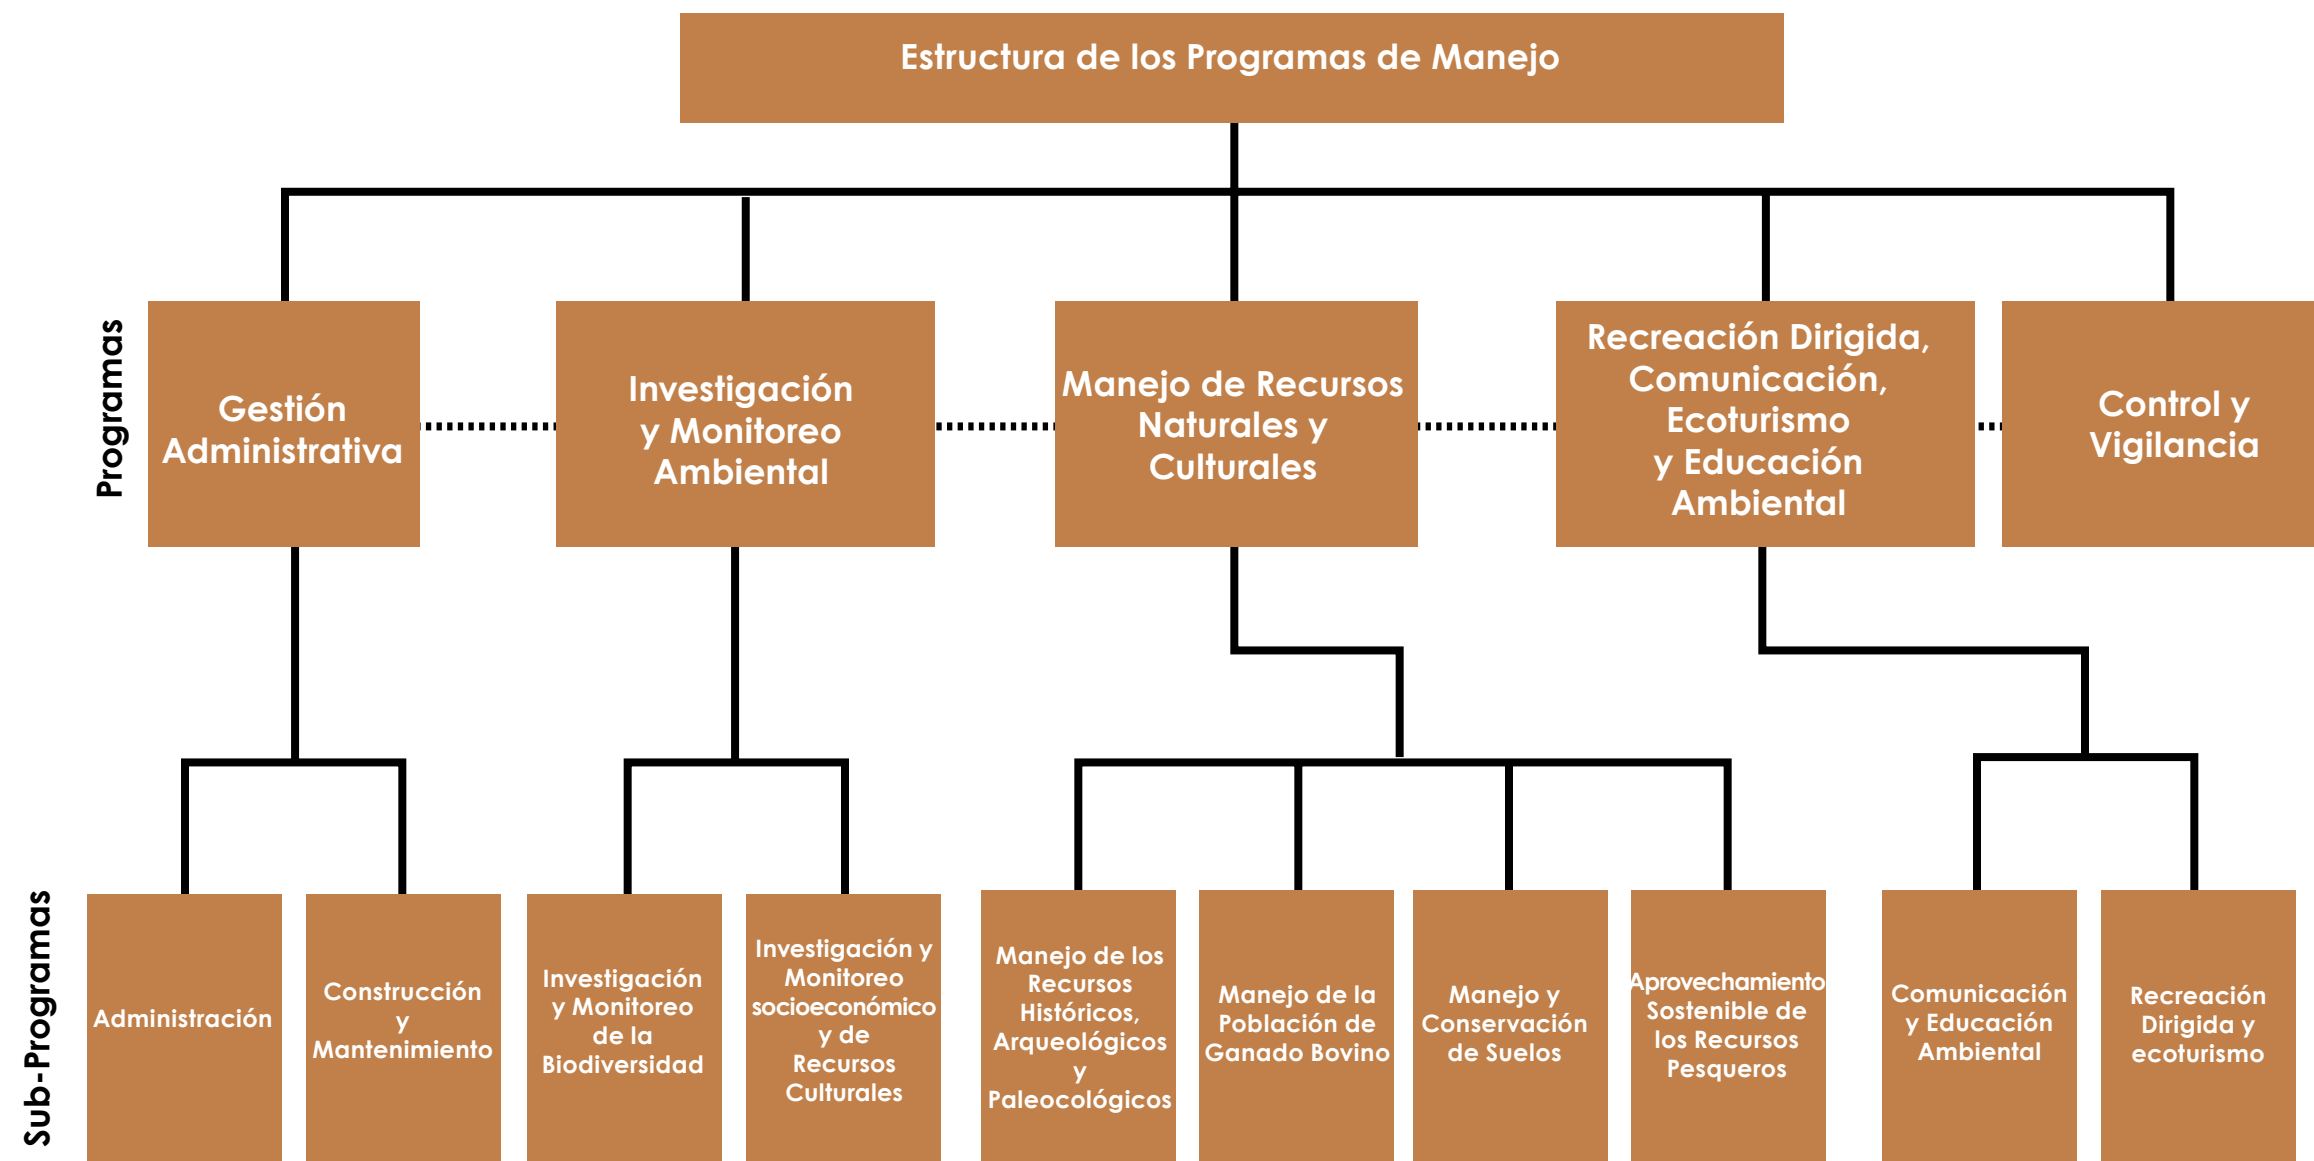 Estructura de los Programas de Manejo
Programas
Gestión
Administrativa
Investigación
y Monitoreo
Ambiental
Manejo de Recursos
Naturales y
Culturales
Recreación Dirigida,
Comunicación,
Ecoturismo
y Educación
Ambiental
Control y
Vigilancia
Sub-Programas
Administración
Construcción
y
Mantenimiento
Investigación
y Monitoreo
de la
Biodiversidad
Investigación y
Monitoreo
socioeconómico
y de
Recursos
Culturales
Manejo de los
Recursos
Históricos,
Arqueológicos
y
Paleocológicos
Manejo de la
Población de
Ganado Bovino
Manejo y
Conservación
de Suelos
Aprovechamiento
Sostenible de
los Recursos
Pesqueros
Comunicación
y Educación
Ambiental
Recreación
Dirigida y
ecoturismo